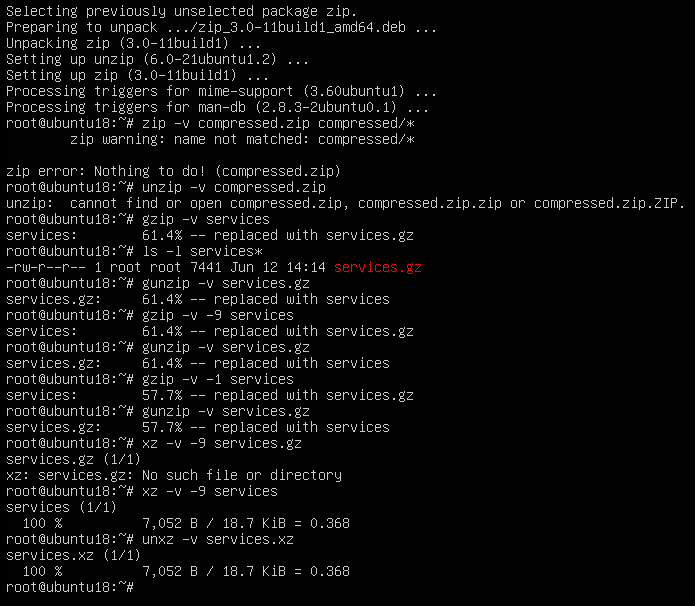 Selecting previously unselected package zip.
Preparing to unpack .../zip_3.0-11build1_amd64.deb ...
Unpacking zip (3.0-11build1) ...
Setting up unzip (6.0-21ubuntu1.2) ...
Setting up zip (3.0-11build1) ...
Processing triggers for mime-support (3.60ubuntu1) ...
Processing triggers for man-db (2.8.3-2ubuntu0.1) ...
root@ubuntu18:~# zip -v compressed.zip compressed/*
        zip warning: name not matched: compressed/*

zip error: Nothing to do! (compressed.zip)
root@ubuntu18:~# unzip -v compressed.zip
unzip:  cannot find or open compressed.zip, compressed.zip.zip or compressed.zip.ZIP.
root@ubuntu18:~# gzip -v services
services:        61.4% -- replaced with services.gz
root@ubuntu18:~# ls -l services*
-rw-r--r-- 1 root root 7441 Jun 12 14:14 services.gz
root@ubuntu18:~# gunzip -v services.gz
services.gz:     61.4% -- replaced with services
root@ubuntu18:~# gzip -v -9 services
services:        61.4% -- replaced with services.gz
root@ubuntu18:~# gunzip -v services.gz
services.gz:     61.4% -- replaced with services
root@ubuntu18:~# gzip -v -1 services
services:        57.7% -- replaced with services.gz
root@ubuntu18:~# gunzip -v services.gz
services.gz:     57.7% -- replaced with services
root@ubuntu18:~# xz -v -9 services.gz
services.gz (1/1)
xz: services.gz: No such file or directory
root@ubuntu18:~# xz -v -9 services
services (1/1)
  100 %          7,052 B / 18.7 KiB = 0.368
root@ubuntu18:~# unxz -v services.xz
services.xz (1/1)
  100 %          7,052 B / 18.7 KiB = 0.368
root@ubuntu18:~#